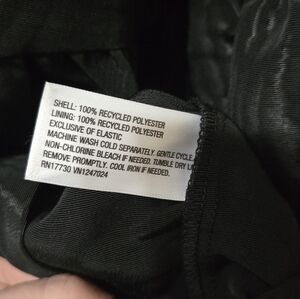 SHELL: 100% RECYCLED POLYESTER
LINING: 100% RECYCLED POLYESTER
EXCLUSIVE OF ELASTIC
MACHINE WASH COLD SEPARATELY. GENTLE CYCLE.
NON-CHLORINE BLEACH IF NEEDED. TUMBLE DRY
REMOVE PROMPTLY. COOL IRON IF NEEDED.
RN17730 VN1247024